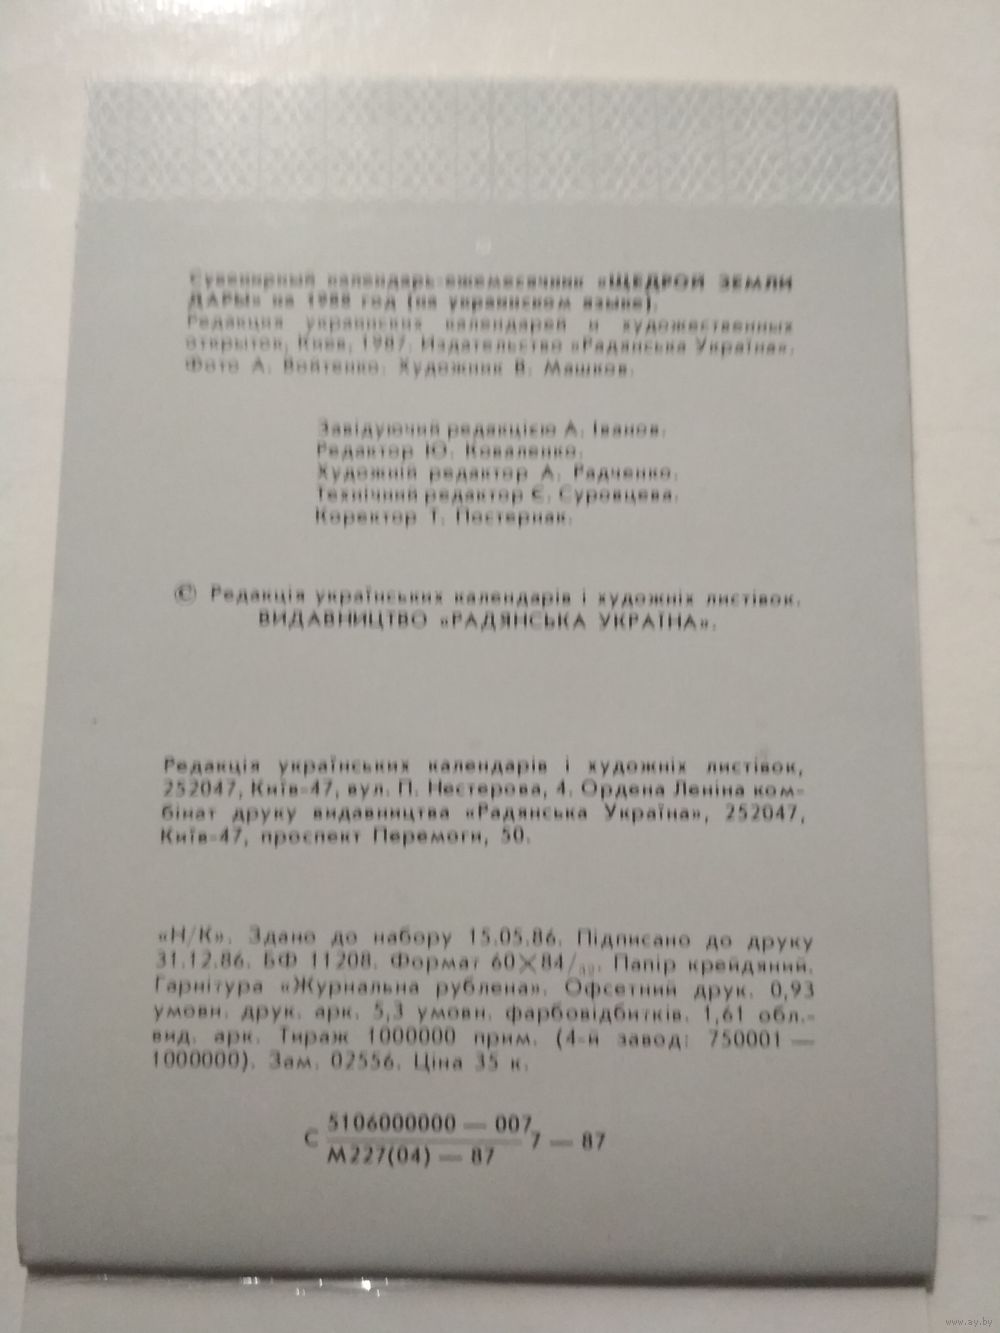 Сувенирный календарь-ежемесячник «ЩЕДРОЙ ЗЕМЛИ
ДАРЫ» на 1988 год (на украинском языке).
Редакция украинских календарей и художественных
открыток, Киев, 1987. Издательство «Радянська Україна».
Фото А. Войтенко. Художник В. Машков.
Завідуючий редакцією А. Іванов.
Редактор Ю. Коваленко.
Художній редактор А. Радченко.
Технічний редактор Є. Суровцева.
Коректор Т. Пастернак.
© Редакція українських календарів і художніх листівок.
ВИДАВНИЦТВО «РАДЯНСЬКА УКРАЇНА».
Редакція українських календарів і художніх листівок,
252047, Київ-47, вул. П. Нестерова, 4. Ордена Леніна ком-
бінат друку видавництва «Радянська Україна», 252047,
Київ-47, проспект Перемоги, 50.
«Н/К». Здано до набору 15.05.86. Підписано до друку
31.12.86. БФ 11208. Формат 60×84/32. Папір крейдяний.
Гарнітура «Журнальна рублена». Офсетний друк. 0,93
умовн. друк. арк. 5,3 умовн. фарбовідбитків. 1,61 обл.-
вид. арк. Тираж 1000000 прим. (4-й завод: 750001 —
1000000). Зам. 02556. Ціна 35 к.
С 5106000000 — 007 7 — 87
М227(04) — 87
www.ay.by